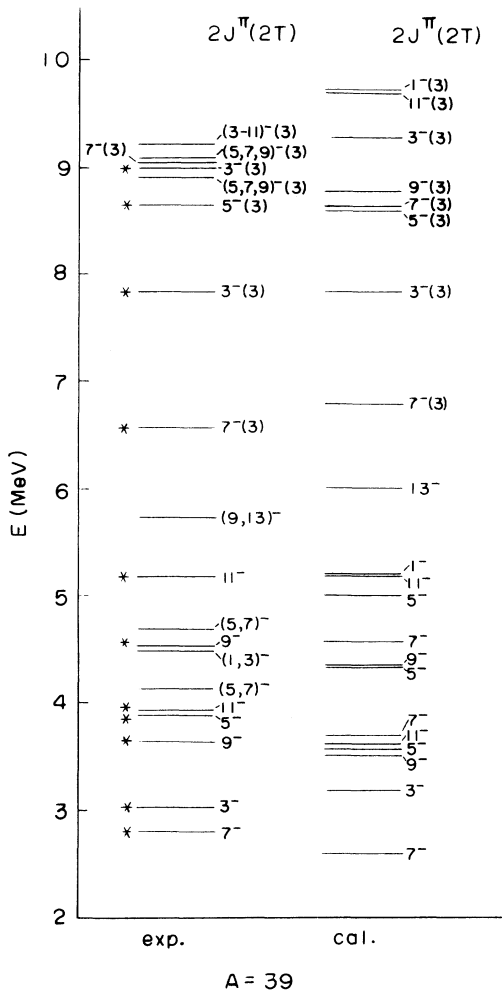 2Jπ(2T) 2Jπ(2T)
10
1⁻(3)
11⁻(3)
(3-11)⁻(3)
7⁻(3) (5,7,9)⁻(3) 3⁻(3)
9 * 3⁻(3)
(5,7,9)⁻(3) 9⁻(3)
7⁻(3)
* 5⁻(3) 5⁻(3)
8
* 3⁻(3) 3⁻(3)
7
7⁻(3)
* 7⁻(3)
E (MeV)
6 13⁻
(9,13)⁻
* 11⁻ 1⁻
11⁻
5 5⁻
(5,7)⁻
* 9⁻ 7⁻
(1,3)⁻ 9⁻
5⁻
(5,7)⁻
4 * 11⁻ 7⁻
* 5⁻ 11⁻
* 9⁻ 5⁻
9⁻
3 * 3⁻ 3⁻
* 7⁻
7⁻
2
exp. cal.
A = 39